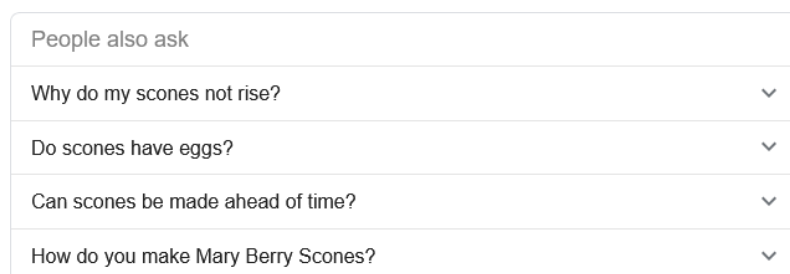 People also ask
Why do my scones not rise?
Do scones have eggs?
Can scones be made ahead of time?
How do you make Mary Berry Scones?